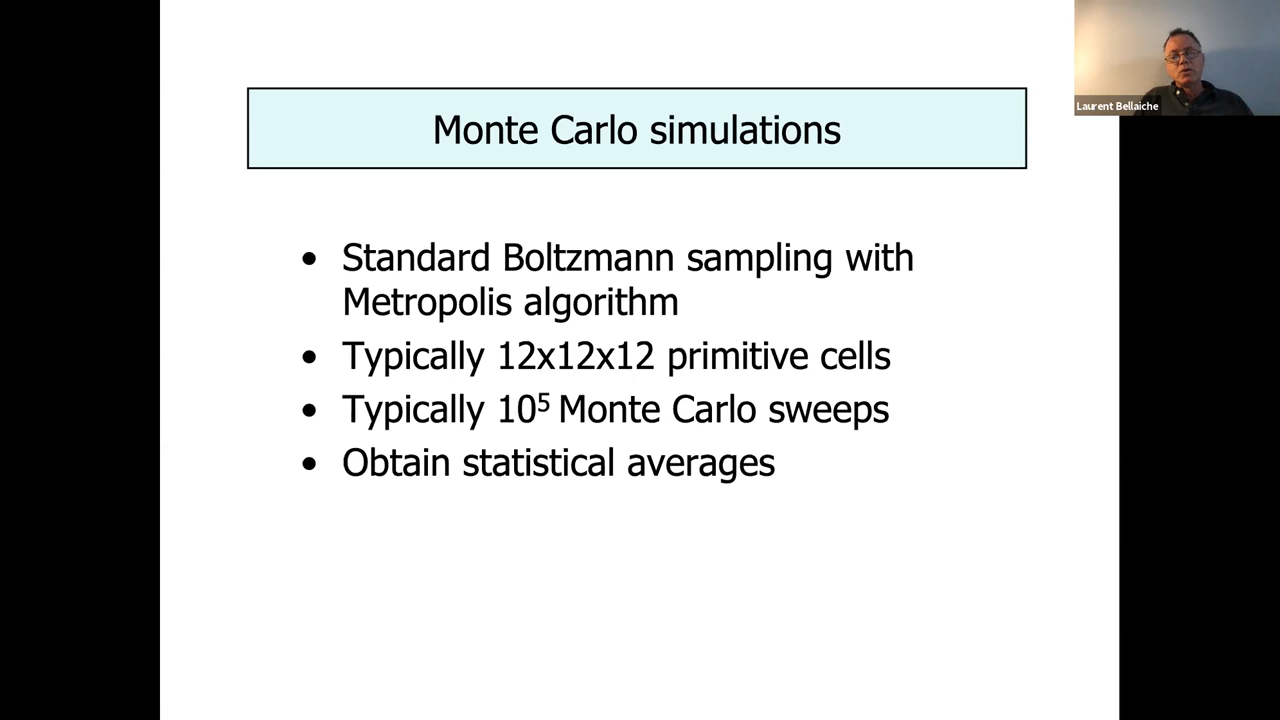 Laurent Bellaiche
Monte Carlo simulations
• Standard Boltzmann sampling with
Metropolis algorithm
• Typically 12x12x12 primitive cells
• Typically 10⁵ Monte Carlo sweeps
• Obtain statistical averages